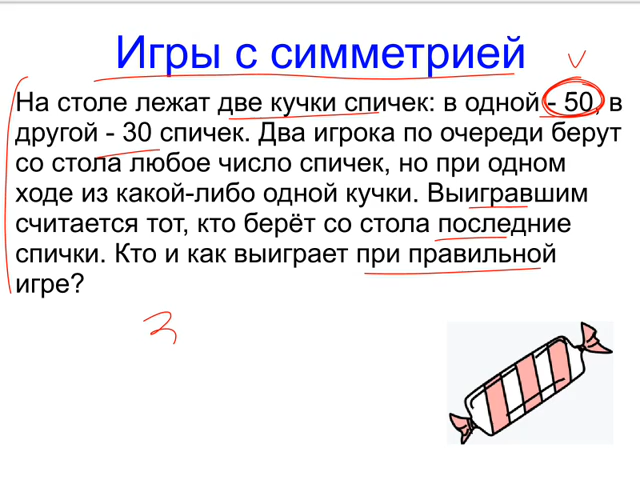 Игры с симметрией
На столе лежат две кучки спичек: в одной - 50, в
другой - 30 спичек. Два игрока по очереди берут
со стола любое число спичек, но при одном
ходе из какой-либо одной кучки. Выигравшим
считается тот, кто берёт со стола последние
спички. Кто и как выиграет при правильной
игре?